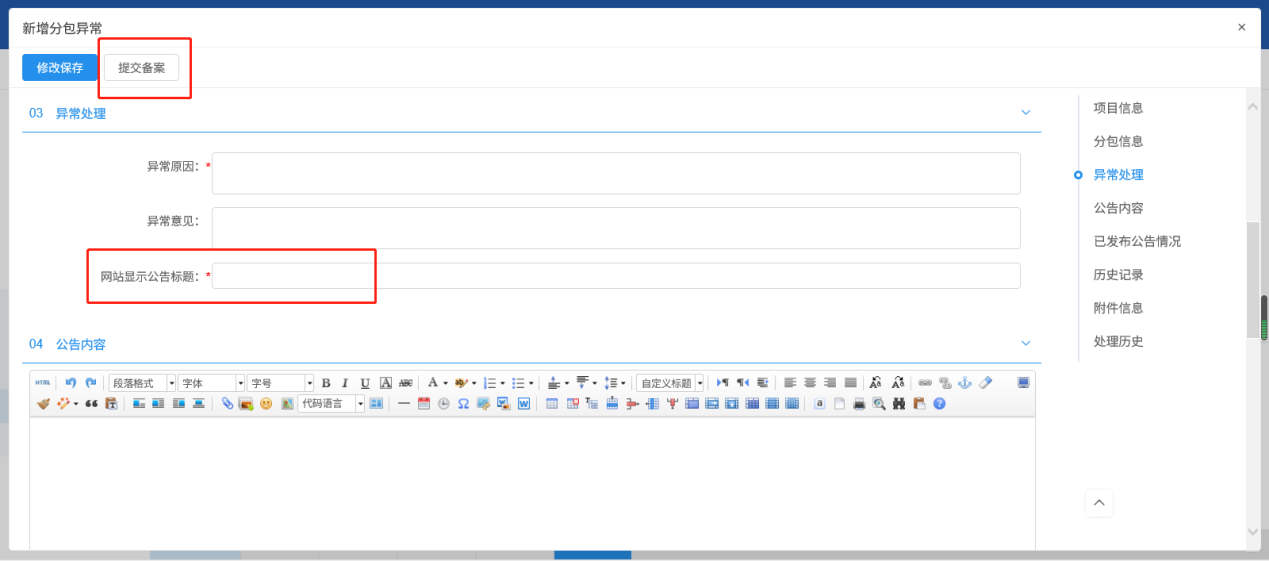 新增分包异常
×
修改保存 提交备案
03 异常处理
异常原因：*
异常意见：
网站显示公告标题：*
04 公告内容
HTML 段落格式 字体 字号 B I U A ABC A 自定义标题
代码语言 Ω W a ?
项目信息
分包信息
异常处理
公告内容
已发布公告情况
历史记录
附件信息
处理历史